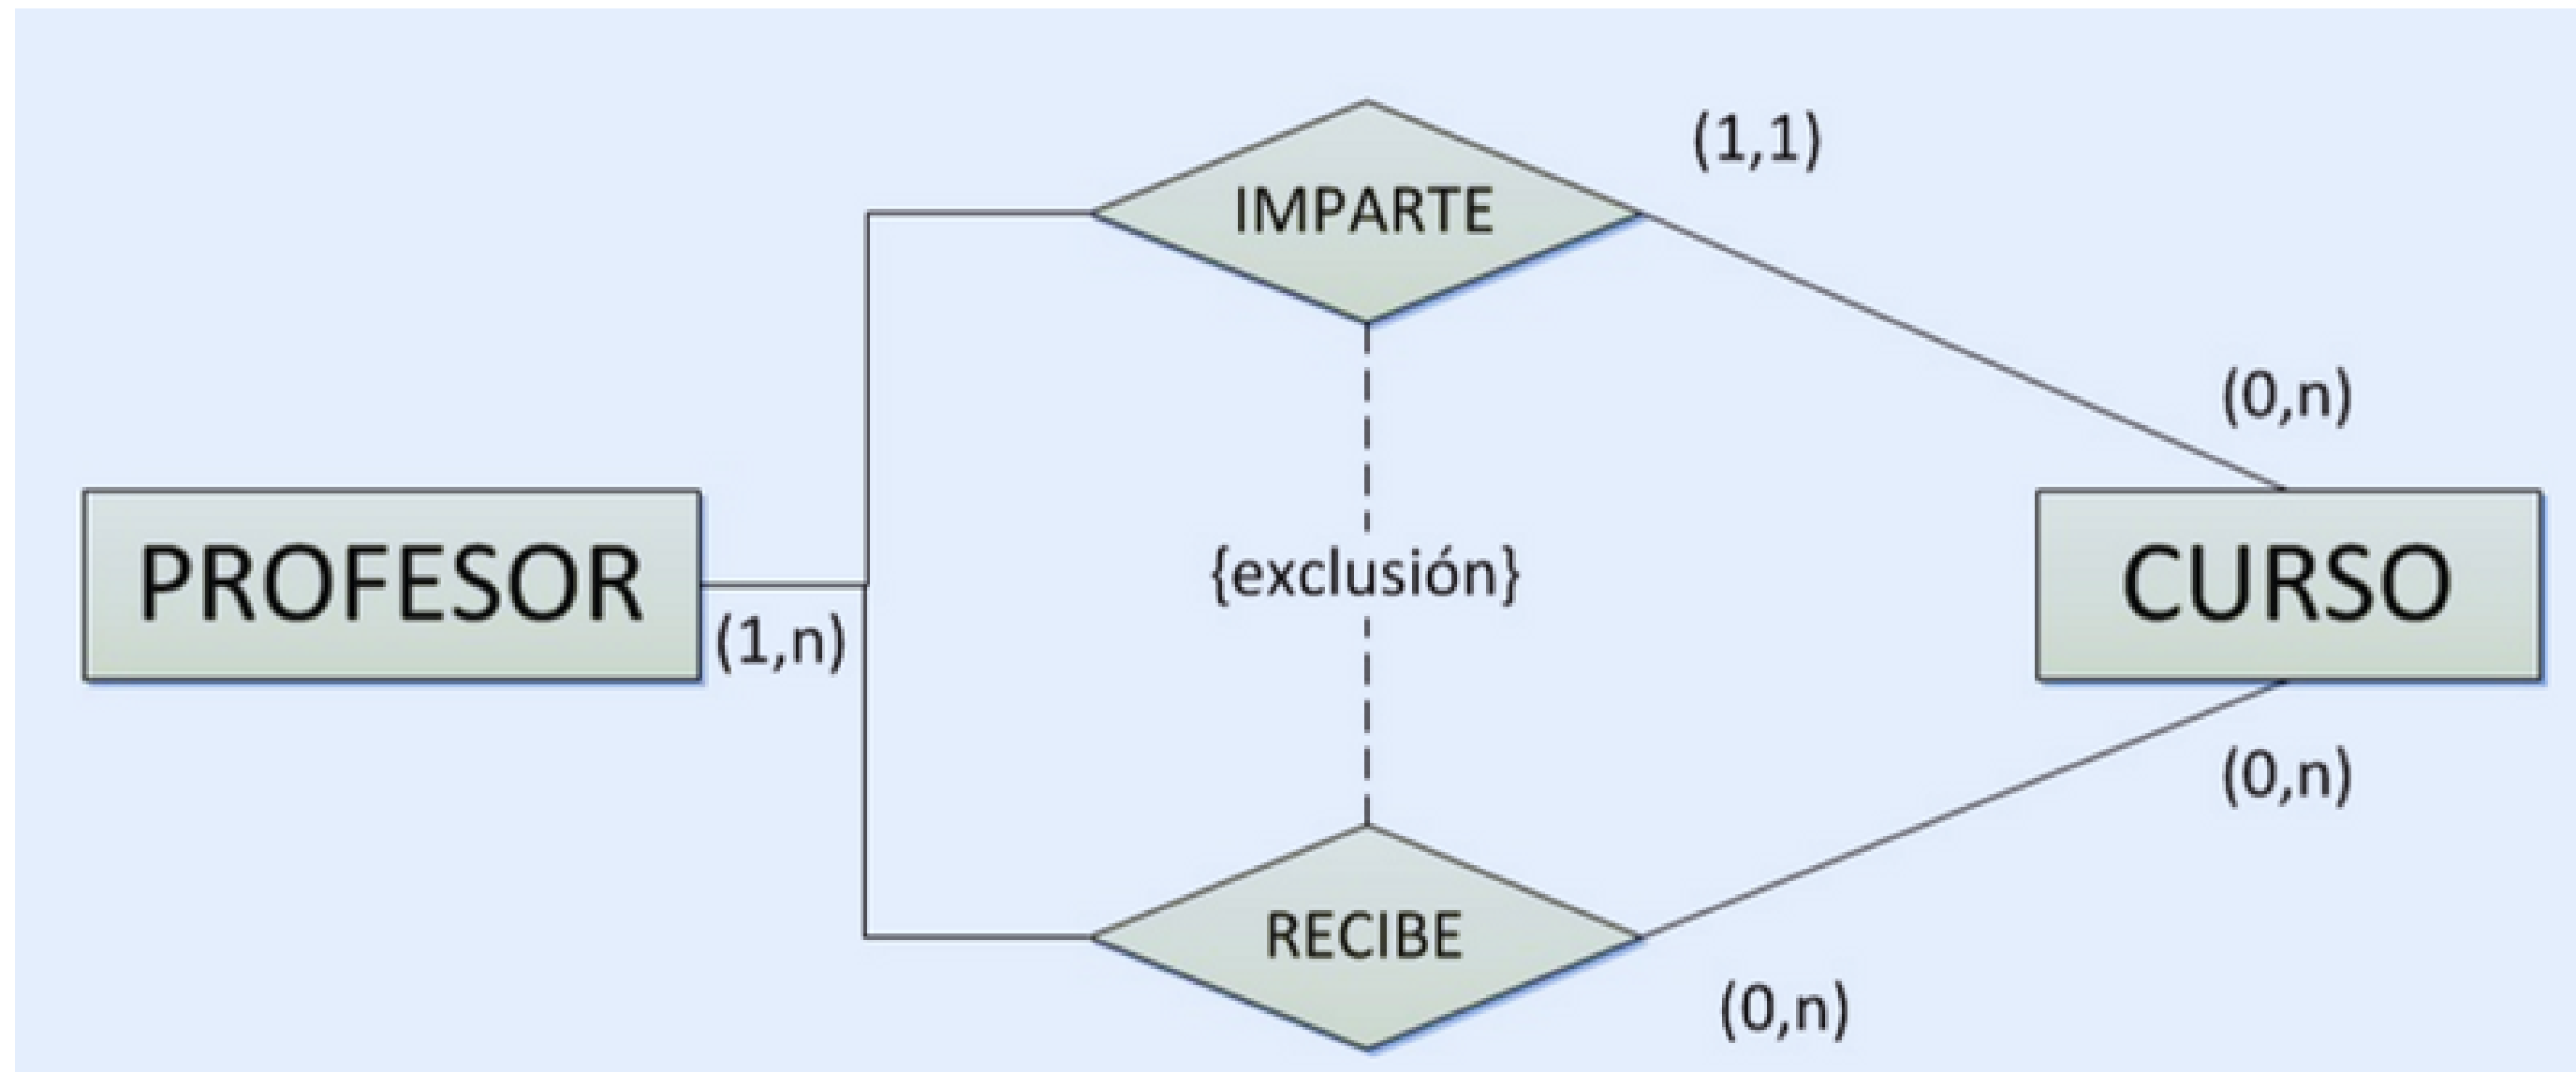 IMPARTE
(1,1)
(0,n)
PROFESOR
(1,n)
{exclusión}
CURSO
(0,n)
RECIBE
(0,n)